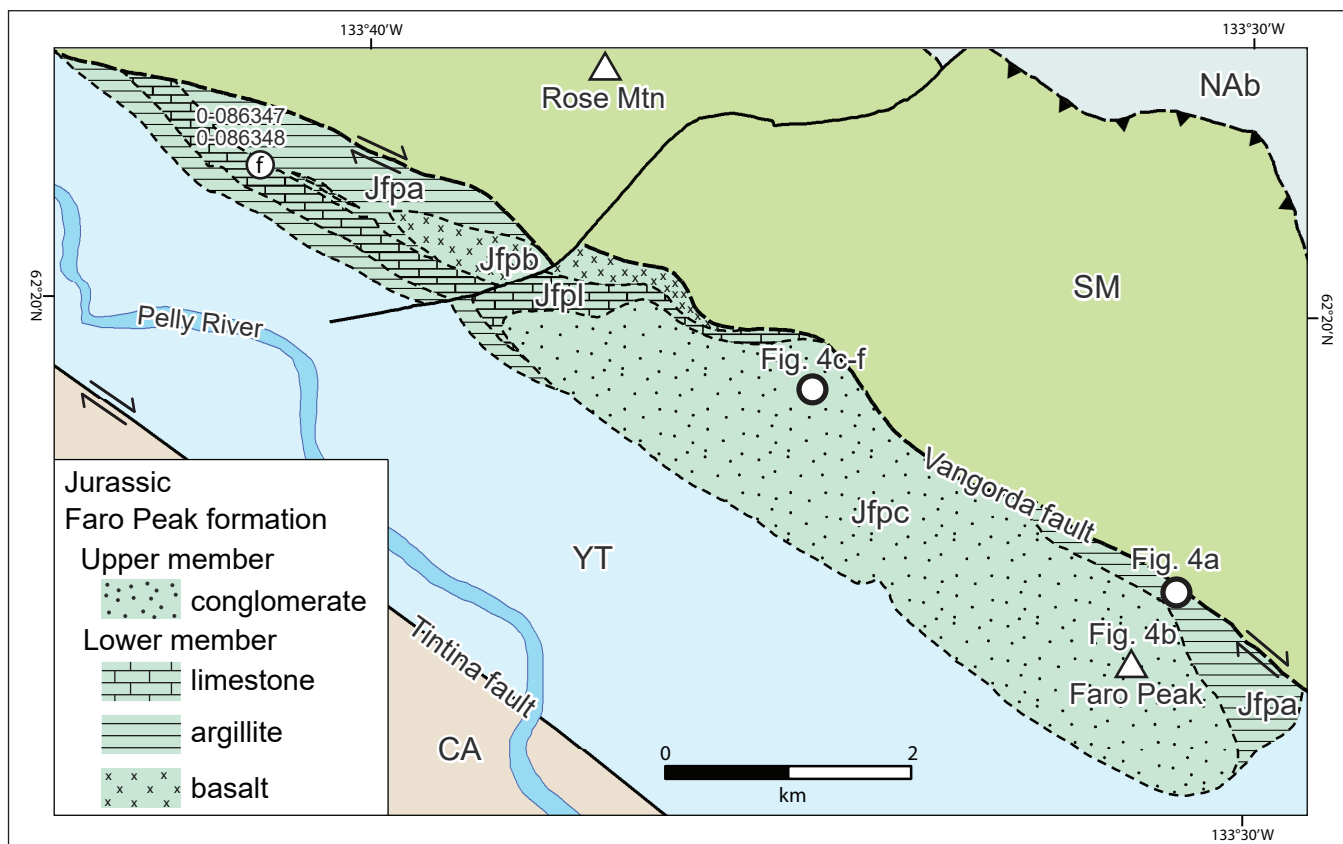 133°40'W
133°30'W
Rose Mtn
NAb
0-086347
0-086348
f
Jfpa
Jfpb
Jfpl
SM
62°20'N
62°20'N
Pelly River
Fig. 4c-f
Vangorda fault
Jfpc
Fig. 4a
YT
Fig. 4b
Faro Peak
Jfpa
Tintina fault
CA
Jurassic
Faro Peak formation
Upper member
conglomerate
Lower member
limestone
argillite
basalt
0 2
km
133°30'W